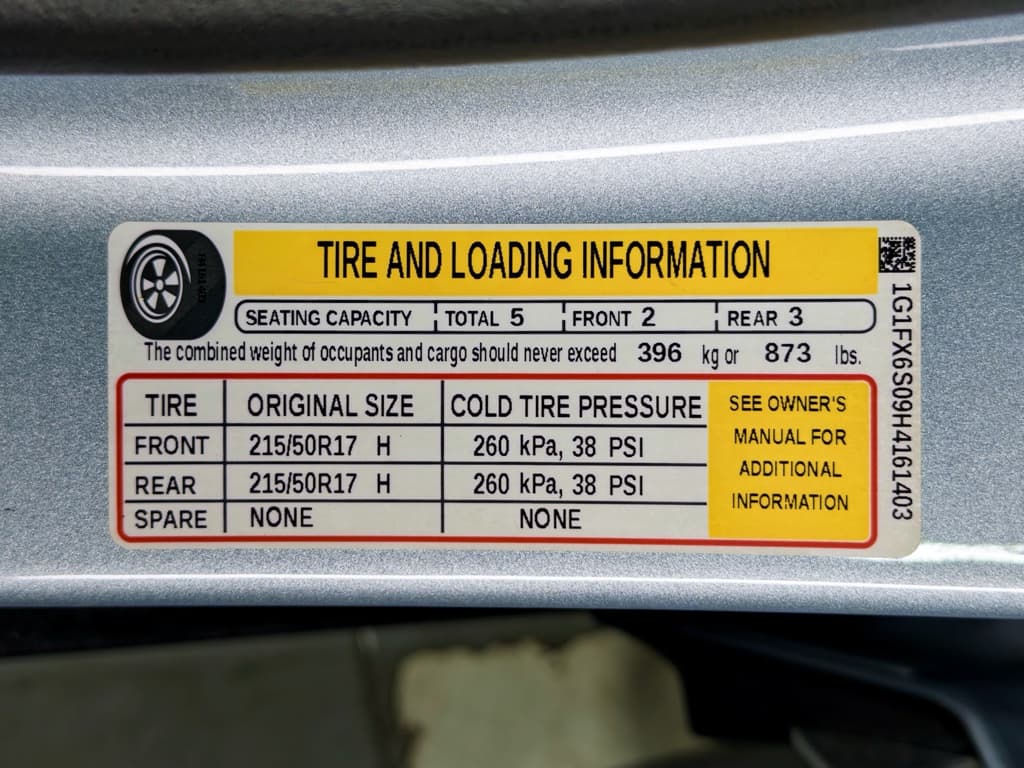 TIRE AND LOADING INFORMATION
SEATING CAPACITY TOTAL 5 FRONT 2 REAR 3
The combined weight of occupants and cargo should never exceed 396 kg or 873 lbs.
TIRE ORIGINAL SIZE COLD TIRE PRESSURE
FRONT 215/50R17 H 260 kPa, 38 PSI
REAR 215/50R17 H 260 kPa, 38 PSI
SPARE NONE NONE
SEE OWNER'S
MANUAL FOR
ADDITIONAL
INFORMATION
1G1FX6S09H4161403